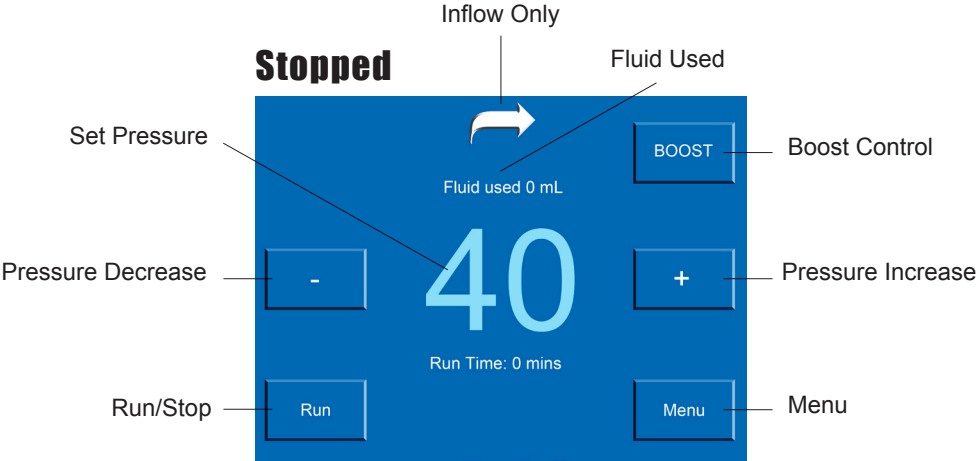 Inflow Only
Stopped
Fluid Used
Set Pressure
BOOST
Boost Control
Fluid used 0 mL
Pressure Decrease
-
40
+
Pressure Increase
Run Time: 0 mins
Run/Stop
Run
Menu
Menu